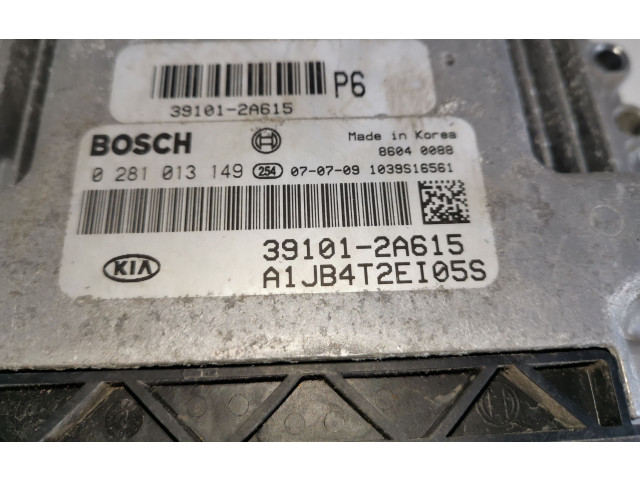 P6
39101-2A615
BOSCH Made in Korea
8604 0088
0 281 013 149 254 07-07-09 1039S16561
39101-2A615
KIA A1JB4T2EI05S